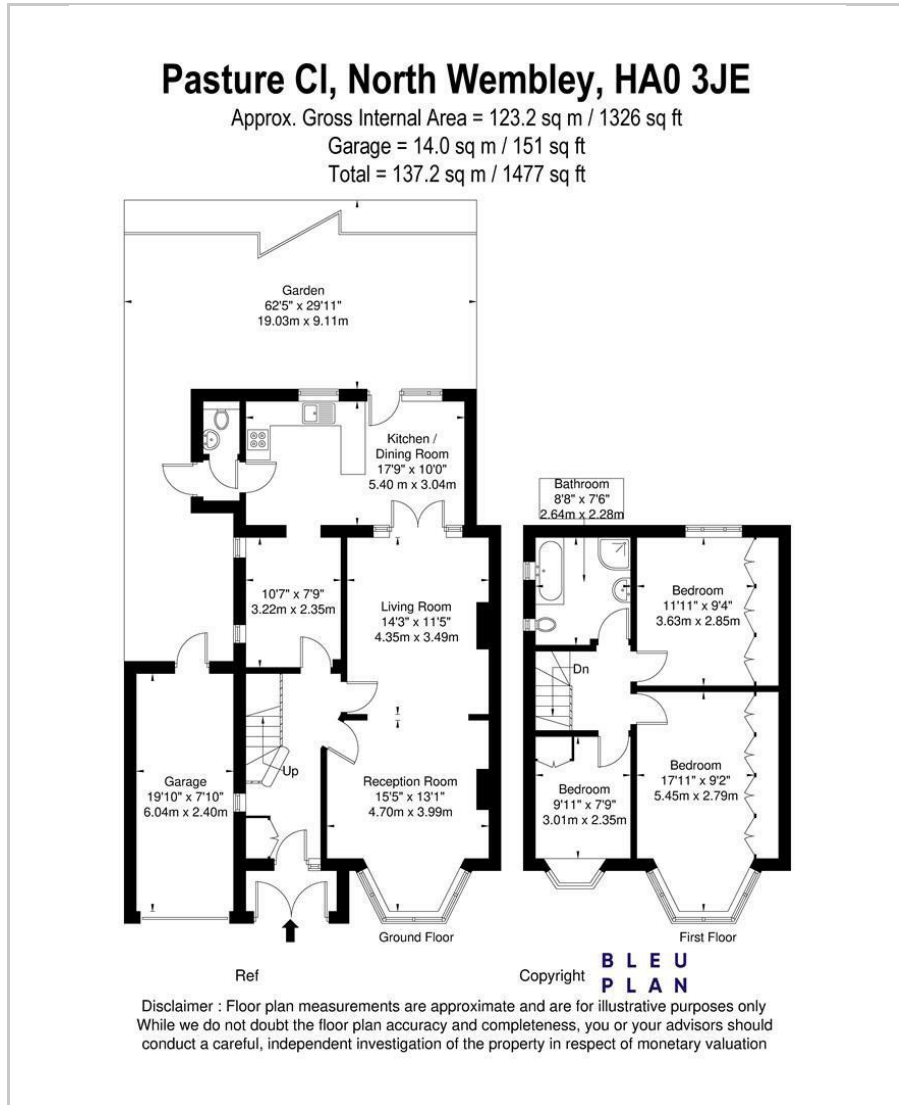 Pasture Cl, North Wembley, HA0 3JE
Approx. Gross Internal Area = 123.2 sq m / 1326 sq ft
Garage = 14.0 sq m / 151 sq ft
Total = 137.2 sq m / 1477 sq ft
Garden
62'5" x 29'11"
19.03m x 9.11m
Kitchen /
Dining Room
17'9" x 10'0"
5.40 m x 3.04m
10'7" x 7'9"
3.22m x 2.35m
Living Room
14'3" x 11'5"
4.35m x 3.49m
Up
Garage
19'10" x 7'10"
6.04m x 2.40m
Reception Room
15'5" x 13'1"
4.70m x 3.99m
Ground Floor
Bathroom
8'8" x 7'6"
2.64m x 2.28m
Bedroom
11'11" x 9'4"
3.63m x 2.85m
Dn
Bedroom
9'11" x 7'9"
3.01m x 2.35m
Bedroom
17'11" x 9'2"
5.45m x 2.79m
First Floor
Ref
Copyright
BLEU
PLAN
Disclaimer : Floor plan measurements are approximate and are for illustrative purposes only
While we do not doubt the floor plan accuracy and completeness, you or your advisors should
conduct a careful, independent investigation of the property in respect of monetary valuation